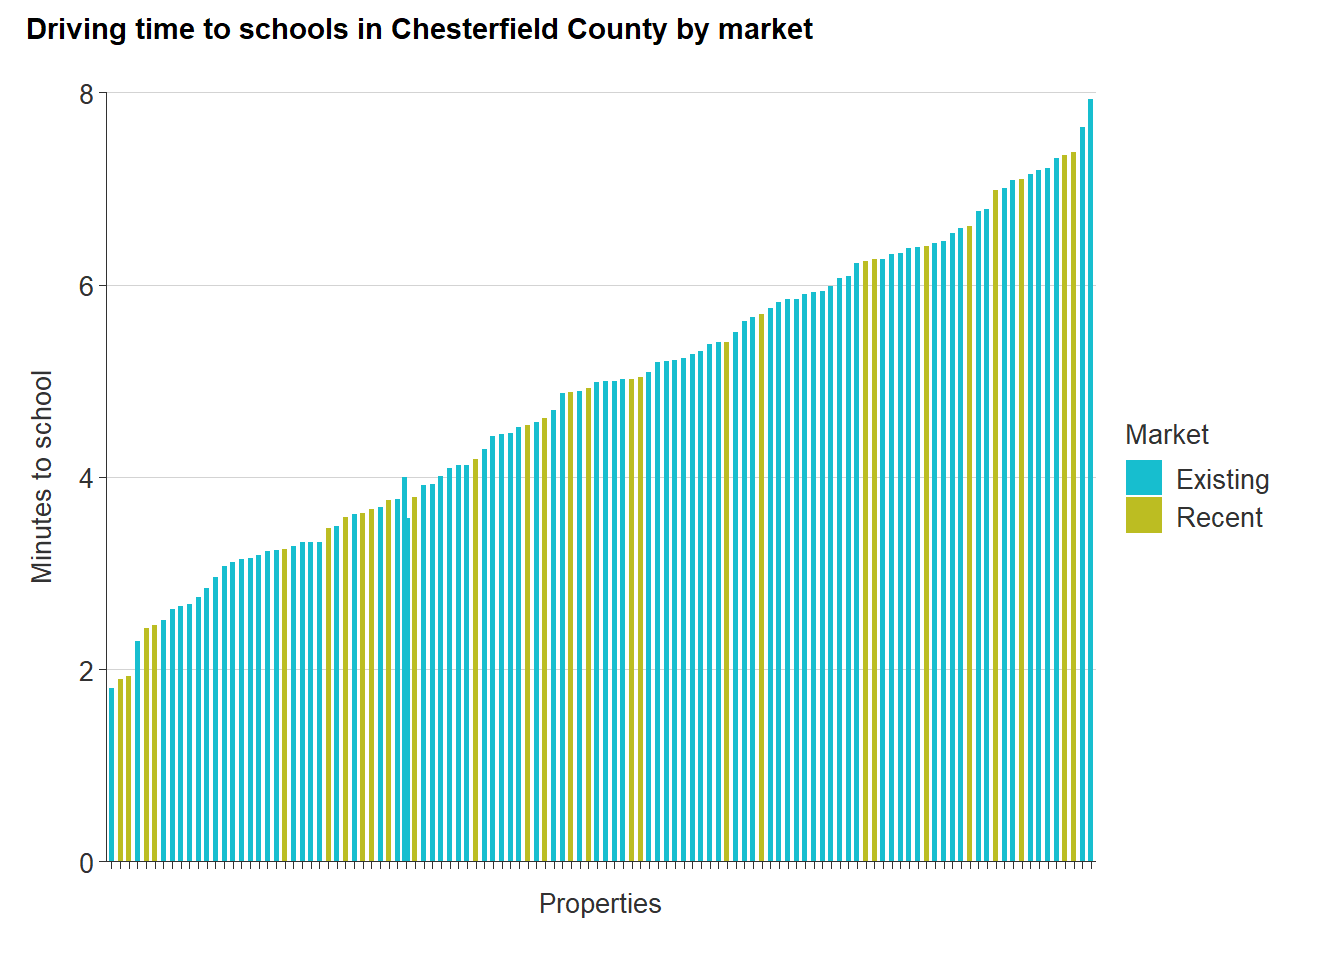 Driving time to schools in Chesterfield County by market
8
6
4
2
0
Minutes to school
Properties
Market
Existing
Recent